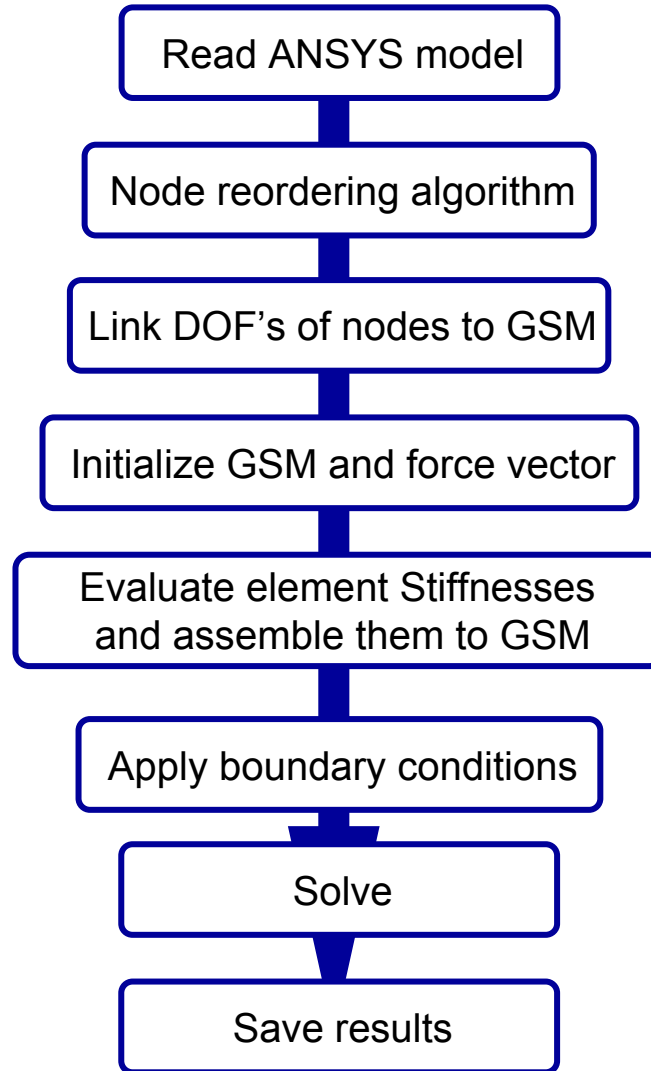 Read ANSYS model
Node reordering algorithm
Link DOF’s of nodes to GSM
Initialize GSM and force vector
Evaluate element Stiffnesses
and assemble them to GSM
Apply boundary conditions
Solve
Save results